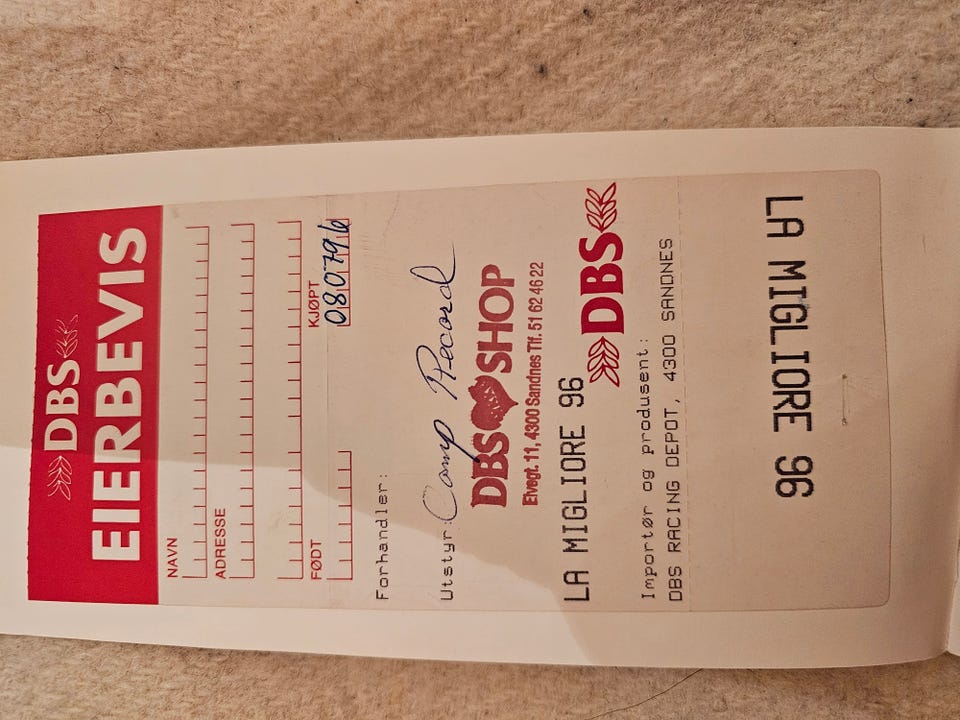 DBS
EIERBEVIS
NAVN
ADRESSE
FØDT KJØPT
080796
Forhandler:
Utstyr: Camp Record
DBS SHOP
Elvegt. 11, 4300 Sandnes Tlf. 51 62 46 22
LA MIGLIORE 96
DBS
Importør og produsent:
DBS RACING DEPOT, 4300 SANDNES
LA MIGLIORE 96